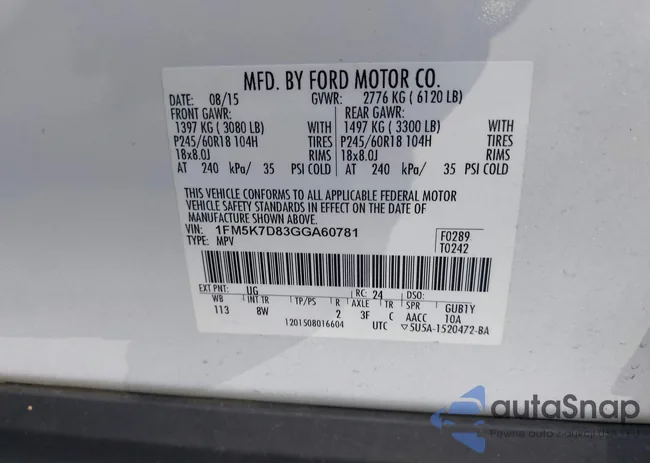 MFD. BY FORD MOTOR CO.
DATE: 08/15 GVWR: 2776 KG ( 6120 LB)
FRONT GAWR: REAR GAWR:
1397 KG ( 3080 LB) WITH 1497 KG ( 3300 LB) WITH
P245/60R18 104H TIRES P245/60R18 104H TIRES
18x8.0J RIMS 18x8.0J RIMS
AT 240 kPa/ 35 PSI COLD AT 240 kPa/ 35 PSI COLD
THIS VEHICLE CONFORMS TO ALL APPLICABLE FEDERAL MOTOR
VEHICLE SAFETY STANDARDS IN EFFECT ON THE DATE OF
MANUFACTURE SHOWN ABOVE.
VIN: 1FM5K7D83GGA60781 F0289
TYPE: MPV T0242
EXT PNT: UG RC: 24 DSO:
WB INT TR TP/PS R AXLE TR SPR GUB1Y
113 8W 2 3F C AACC 10A
1201508016604 UTC ▽5U5A-1520472-BA
autaSnap
Pewne auto z